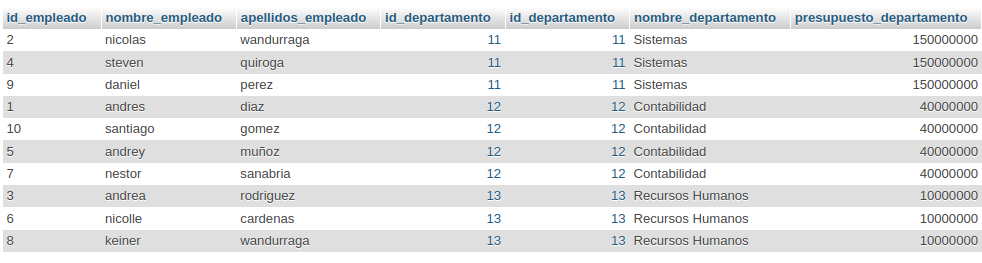 id_empleado nombre_empleado apellidos_empleado id_departamento id_departamento nombre_departamento presupuesto_departamento
2 nicolas wandurraga 11 11 Sistemas 150000000
4 steven quiroga 11 11 Sistemas 150000000
9 daniel perez 11 11 Sistemas 150000000
1 andres diaz 12 12 Contabilidad 40000000
10 santiago gomez 12 12 Contabilidad 40000000
5 andrey muñoz 12 12 Contabilidad 40000000
7 nestor sanabria 12 12 Contabilidad 40000000
3 andrea rodriguez 13 13 Recursos Humanos 10000000
6 nicolle cardenas 13 13 Recursos Humanos 10000000
8 keiner wandurraga 13 13 Recursos Humanos 10000000